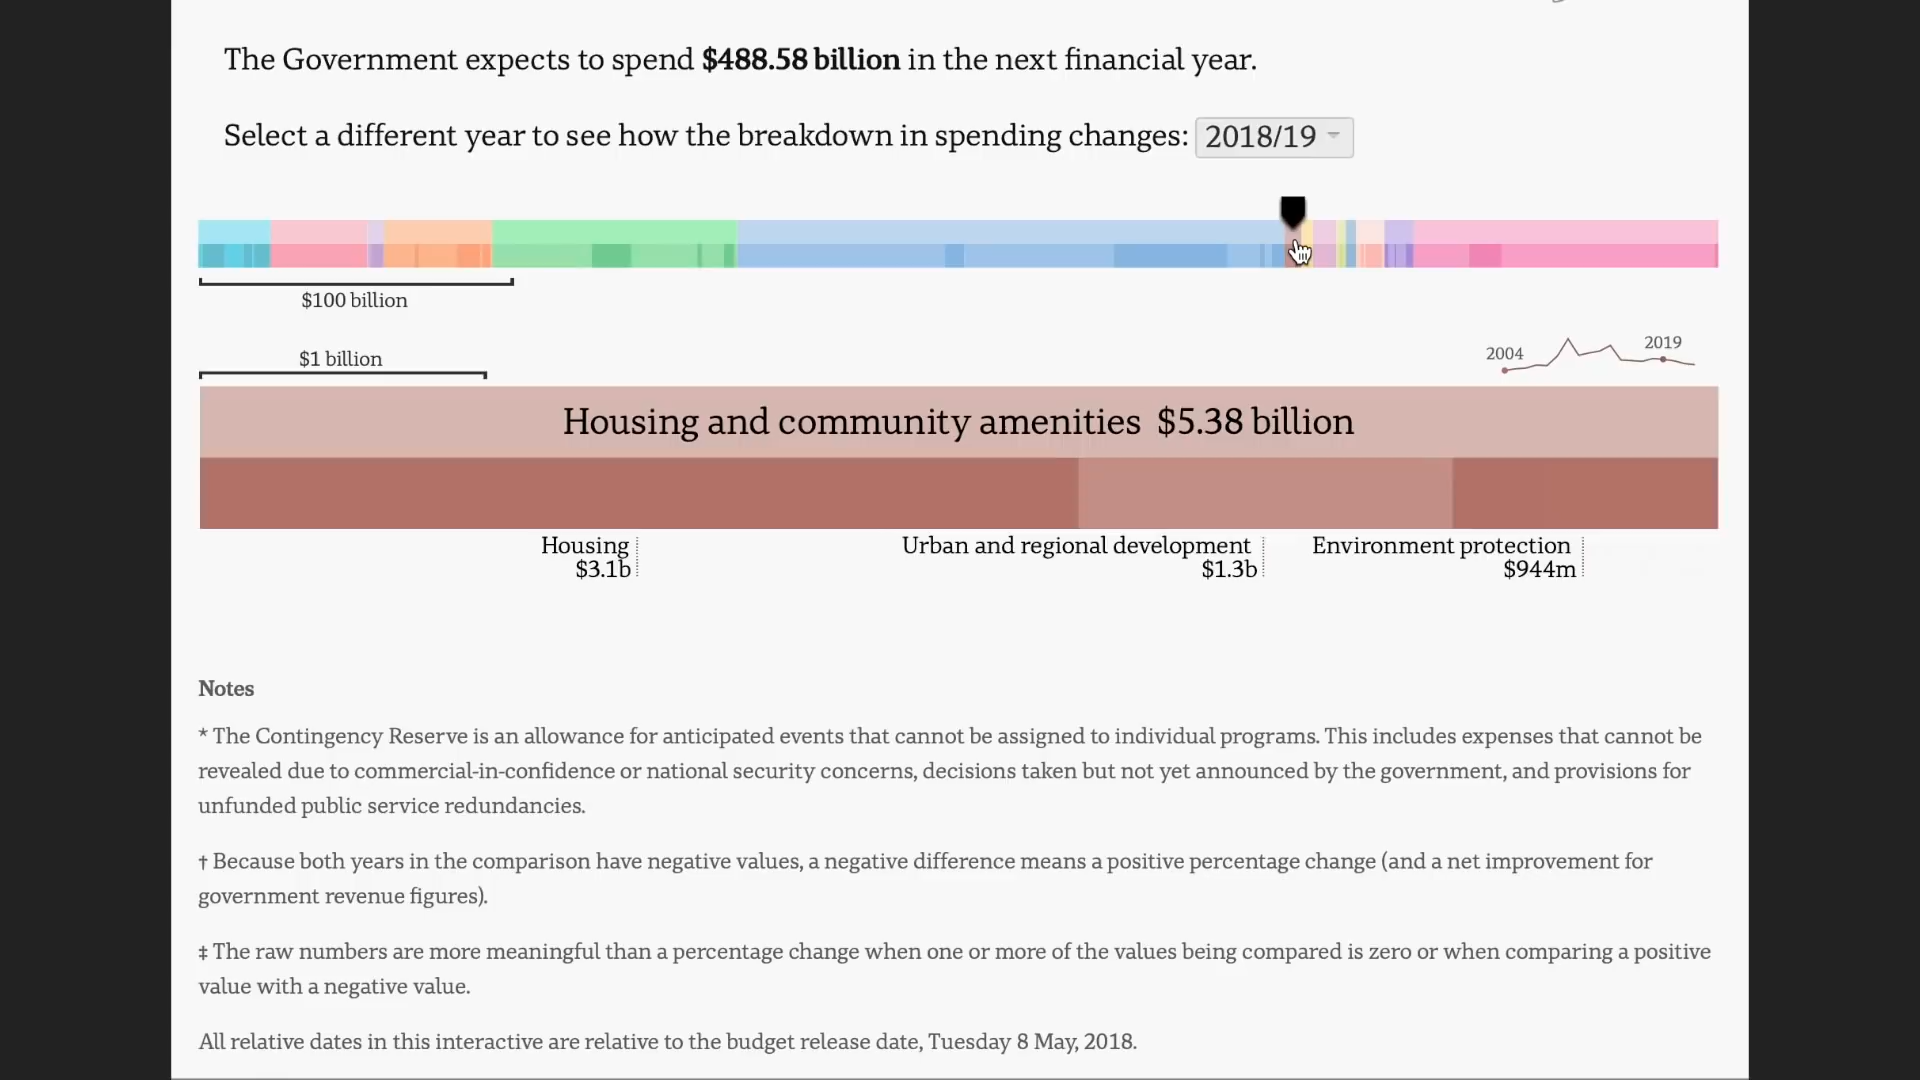 The Government expects to spend $488.58 billion in the next financial year.
Select a different year to see how the breakdown in spending changes: 2018/19
$100 billion
$1 billion
2004
2019
Housing and community amenities $5.38 billion
Housing
$3.1b
Urban and regional development
$1.3b
Environment protection
$944m
Notes
* The Contingency Reserve is an allowance for anticipated events that cannot be assigned to individual programs. This includes expenses that cannot be
revealed due to commercial-in-confidence or national security concerns, decisions taken but not yet announced by the government, and provisions for
unfunded public service redundancies.
† Because both years in the comparison have negative values, a negative difference means a positive percentage change (and a net improvement for
government revenue figures).
‡ The raw numbers are more meaningful than a percentage change when one or more of the values being compared is zero or when comparing a positive
value with a negative value.
All relative dates in this interactive are relative to the budget release date, Tuesday 8 May, 2018.